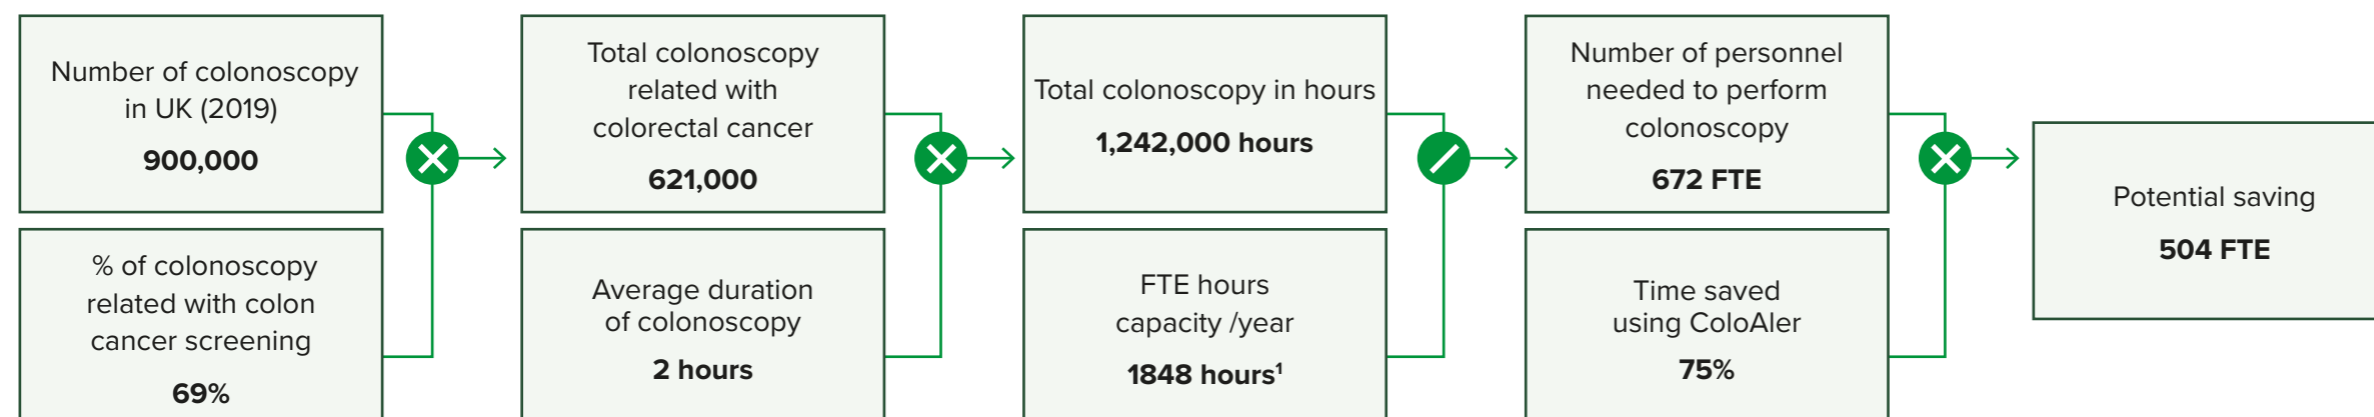 Number of colonoscopy
in UK (2019)
900,000
% of colonoscopy
related with colon
cancer screening
69%
Total colonoscopy
related with
colorectal cancer
621,000
Average duration
of colonoscopy
2 hours
Total colonoscopy in hours
1,242,000 hours
FTE hours
capacity /year
1848 hours¹
Number of personnel
needed to perform
colonoscopy
672 FTE
Time saved
using ColoAler
75%
Potential saving
504 FTE